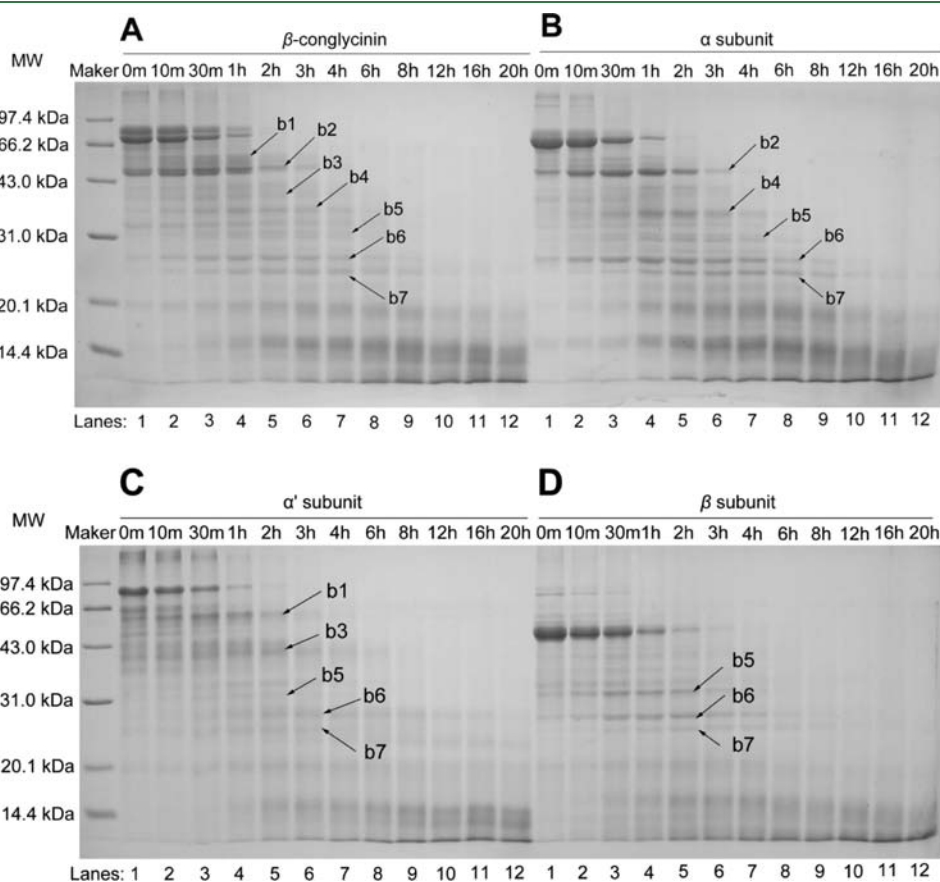 A B
β-conglycinin α subunit
MW
Maker 0m 10m 30m 1h 2h 3h 4h 6h 8h 12h 16h 20h 0m 10m 30m 1h 2h 3h 4h 6h 8h 12h 16h 20h
97.4 kDa
66.2 kDa
43.0 kDa
31.0 kDa
20.1 kDa
14.4 kDa
b1
b2
b3
b4
b5
b6
b7
b2
b4
b5
b6
b7
Lanes: 1 2 3 4 5 6 7 8 9 10 11 12 1 2 3 4 5 6 7 8 9 10 11 12
C D
α' subunit β subunit
MW
Maker 0m 10m 30m 1h 2h 3h 4h 6h 8h 12h 16h 20h 0m 10m 30m 1h 2h 3h 4h 6h 8h 12h 16h 20h
97.4 kDa
66.2 kDa
43.0 kDa
31.0 kDa
20.1 kDa
14.4 kDa
b1
b3
b5
b6
b7
b5
b6
b7
Lanes: 1 2 3 4 5 6 7 8 9 10 11 12 1 2 3 4 5 6 7 8 9 10 11 12